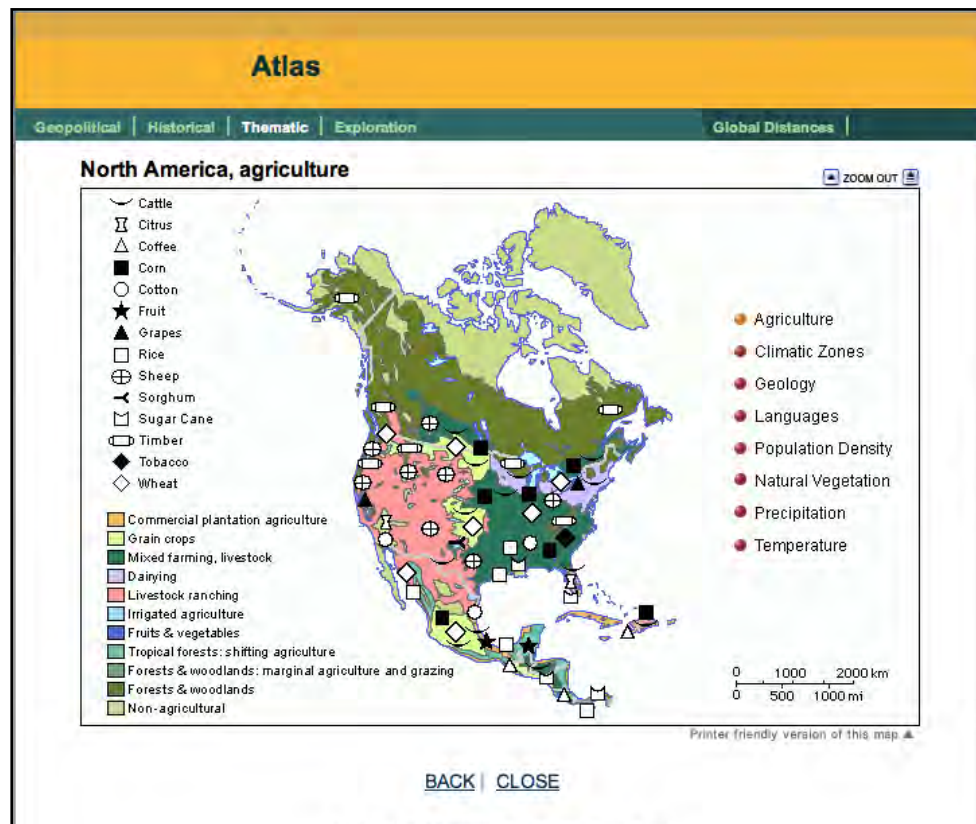 Atlas
Geopolitical | Historical | Thematic | Exploration
Global Distances |
North America, agriculture
ZOOM OUT
Cattle
Citrus
Coffee
Corn
Cotton
Fruit
Grapes
Rice
Sheep
Sorghum
Sugar Cane
Timber
Tobacco
Wheat
Commercial plantation agriculture
Grain crops
Mixed farming, livestock
Dairying
Livestock ranching
Irrigated agriculture
Fruits & vegetables
Tropical forests: shifting agriculture
Forests & woodlands: marginal agriculture and grazing
Forests & woodlands
Non-agricultural
Agriculture
Climatic Zones
Geology
Languages
Population Density
Natural Vegetation
Precipitation
Temperature
0 1000 2000 km
0 500 1000 mi
Printer friendly version of this map
BACK | CLOSE